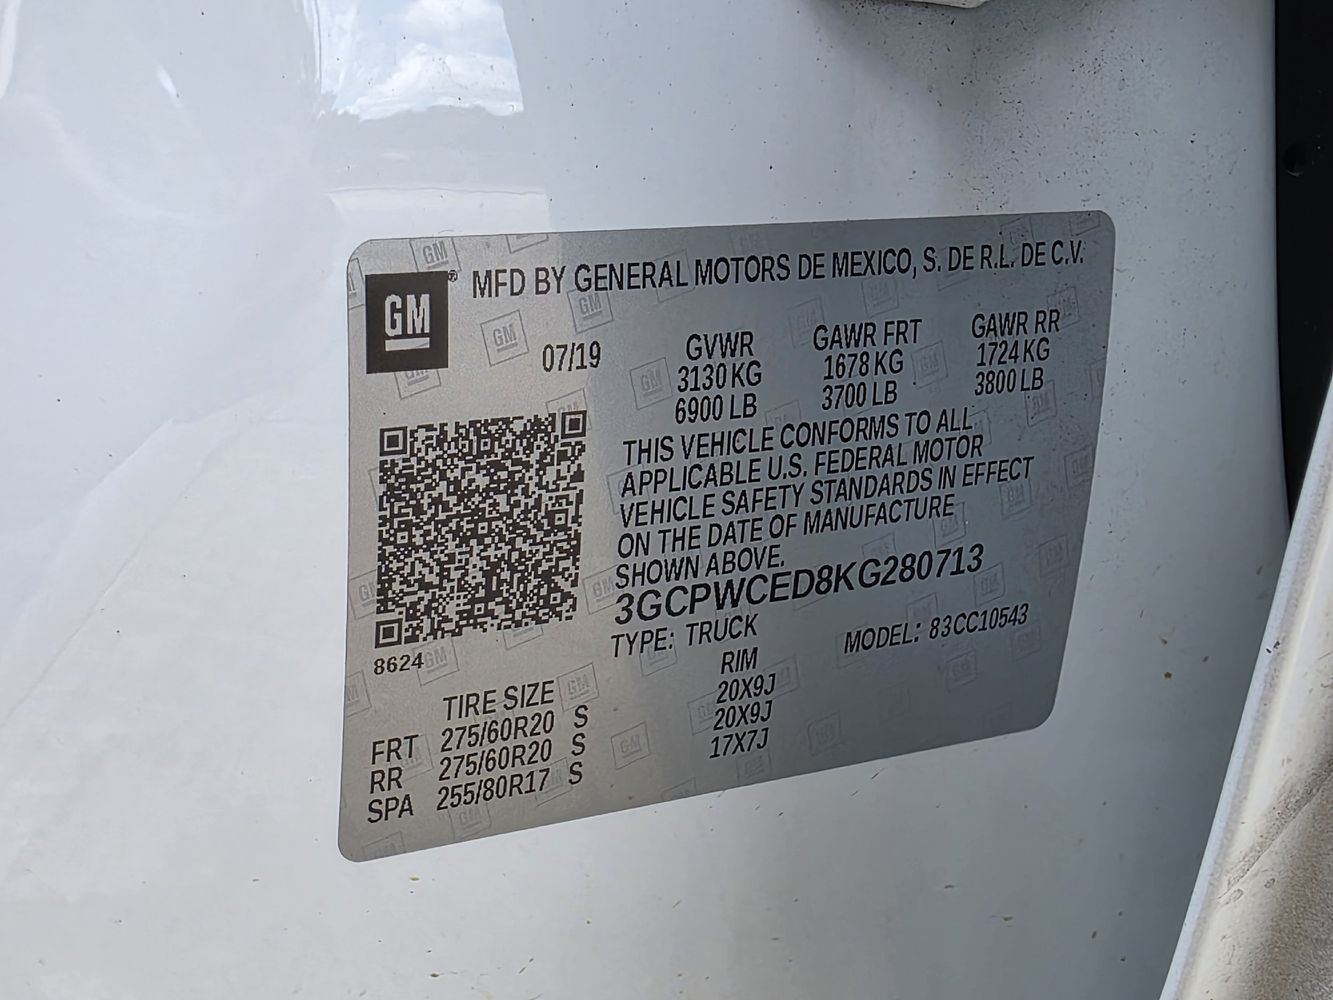 GM® MFD BY GENERAL MOTORS DE MEXICO, S. DE R.L. DE C.V.
07/19 GVWR GAWR FRT GAWR RR
3130 KG 1678 KG 1724 KG
6900 LB 3700 LB 3800 LB
THIS VEHICLE CONFORMS TO ALL
APPLICABLE U.S. FEDERAL MOTOR
VEHICLE SAFETY STANDARDS IN EFFECT
ON THE DATE OF MANUFACTURE
SHOWN ABOVE.
3GCPWCED8KG280713
TYPE: TRUCK MODEL: 83CC10543
8624
TIRE SIZE RIM
FRT 275/60R20 S 20X9J
RR 275/60R20 S 20X9J
SPA 255/80R17 S 17X7J